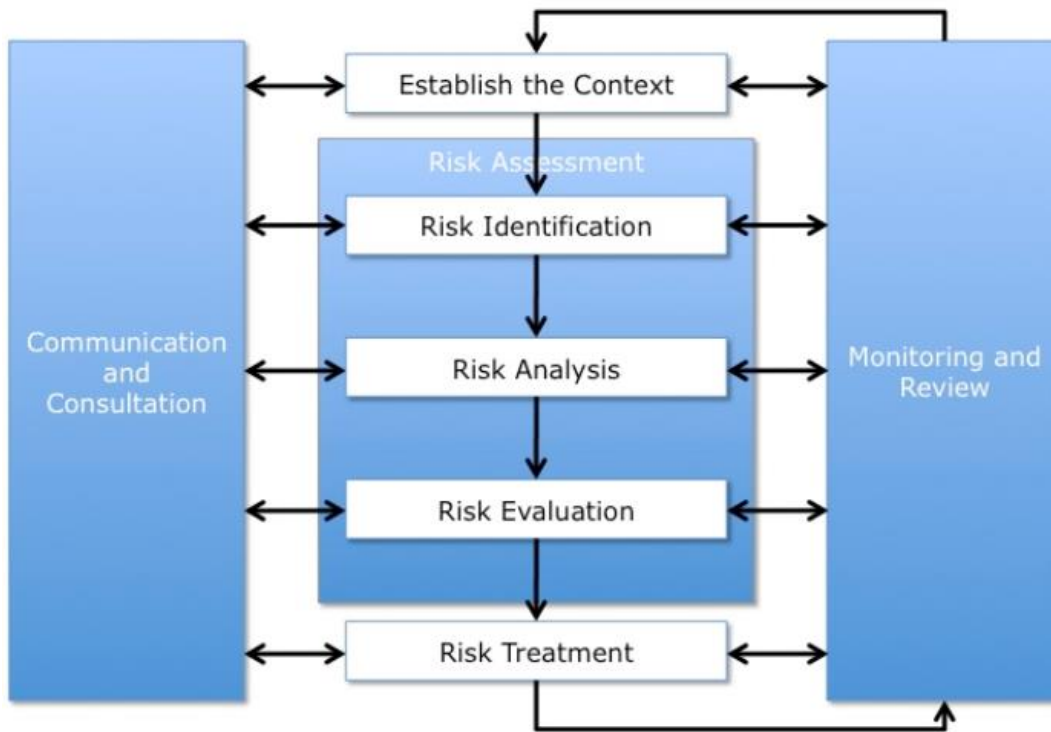 Establish the Context
Risk Assessment
Risk Identification
Communication
and
Consultation
Risk Analysis
Monitoring and
Review
Risk Evaluation
Risk Treatment